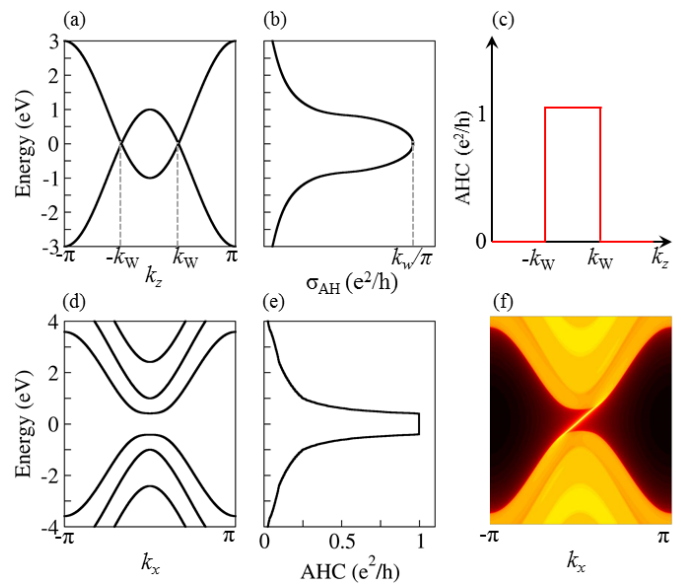 (a)
(b)
(c)
Energy (eV)
3
2
1
0
-1
-2
-3
-π
-kW
kW
π
kz
kw/π
σAH (e²/h)
AHC (e²/h)
1
0
-kW
kW
kz
(d)
(e)
(f)
Energy (eV)
4
2
0
-2
-4
-π
π
kx
0
0.5
1
AHC (e²/h)
-π
π
kx